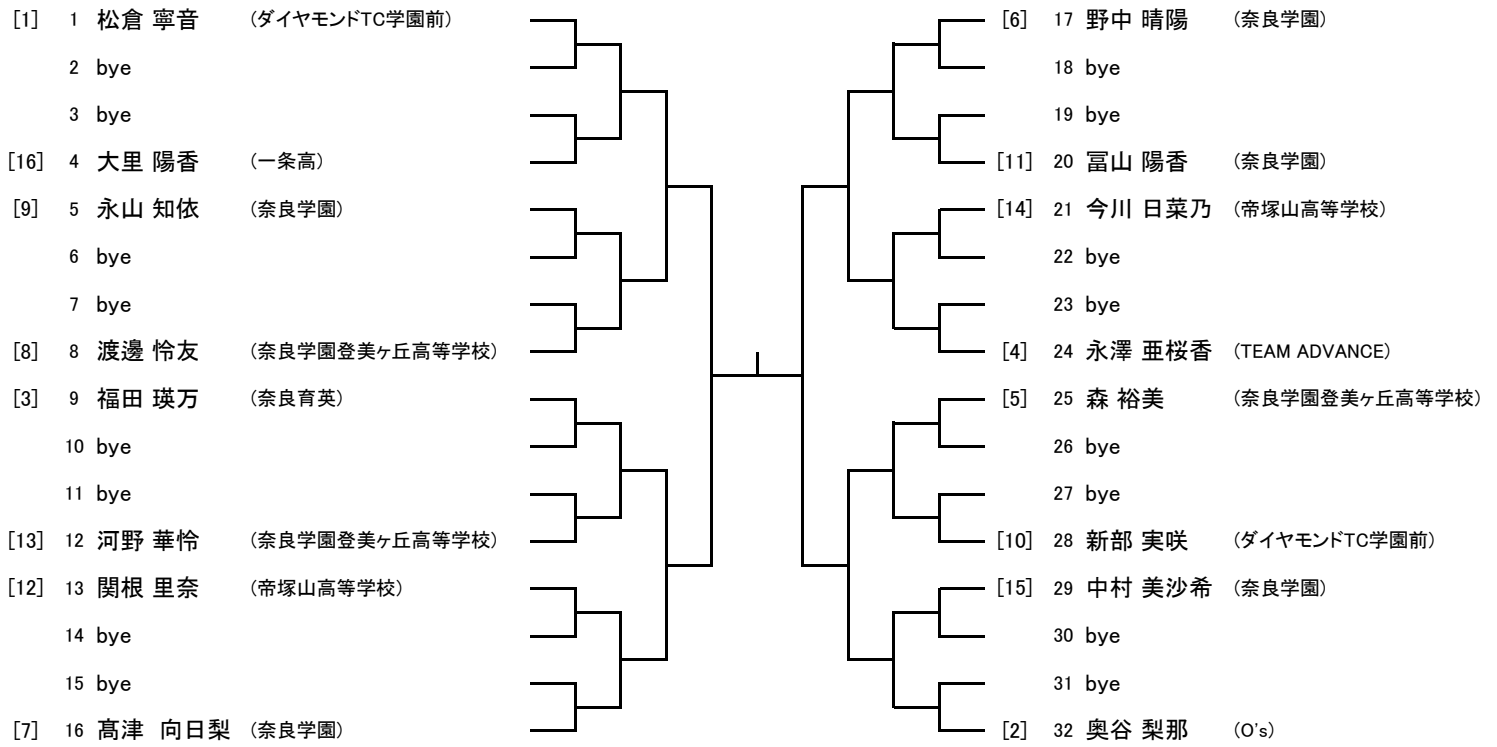 [1] 1 松倉 寧音 (ダイヤモンドTC学園前)
2 bye
3 bye
[16] 4 大里 陽香 (一条高)
[9] 5 永山 知依 (奈良学園)
6 bye
7 bye
[8] 8 渡邊 怜友 (奈良学園登美ヶ丘高等学校)
[3] 9 福田 瑛万 (奈良育英)
10 bye
11 bye
[13] 12 河野 華怜 (奈良学園登美ヶ丘高等学校)
[12] 13 関根 里奈 (帝塚山高等学校)
14 bye
15 bye
[7] 16 髙津 向日梨 (奈良学園)
[6] 17 野中 晴陽 (奈良学園)
18 bye
19 bye
[11] 20 冨山 陽香 (奈良学園)
[14] 21 今川 日菜乃 (帝塚山高等学校)
22 bye
23 bye
[4] 24 永澤 亜桜香 (TEAM ADVANCE)
[5] 25 森 裕美 (奈良学園登美ヶ丘高等学校)
26 bye
27 bye
[10] 28 新部 実咲 (ダイヤモンドTC学園前)
[15] 29 中村 美沙希 (奈良学園)
30 bye
31 bye
[2] 32 奥谷 梨那 (O's)